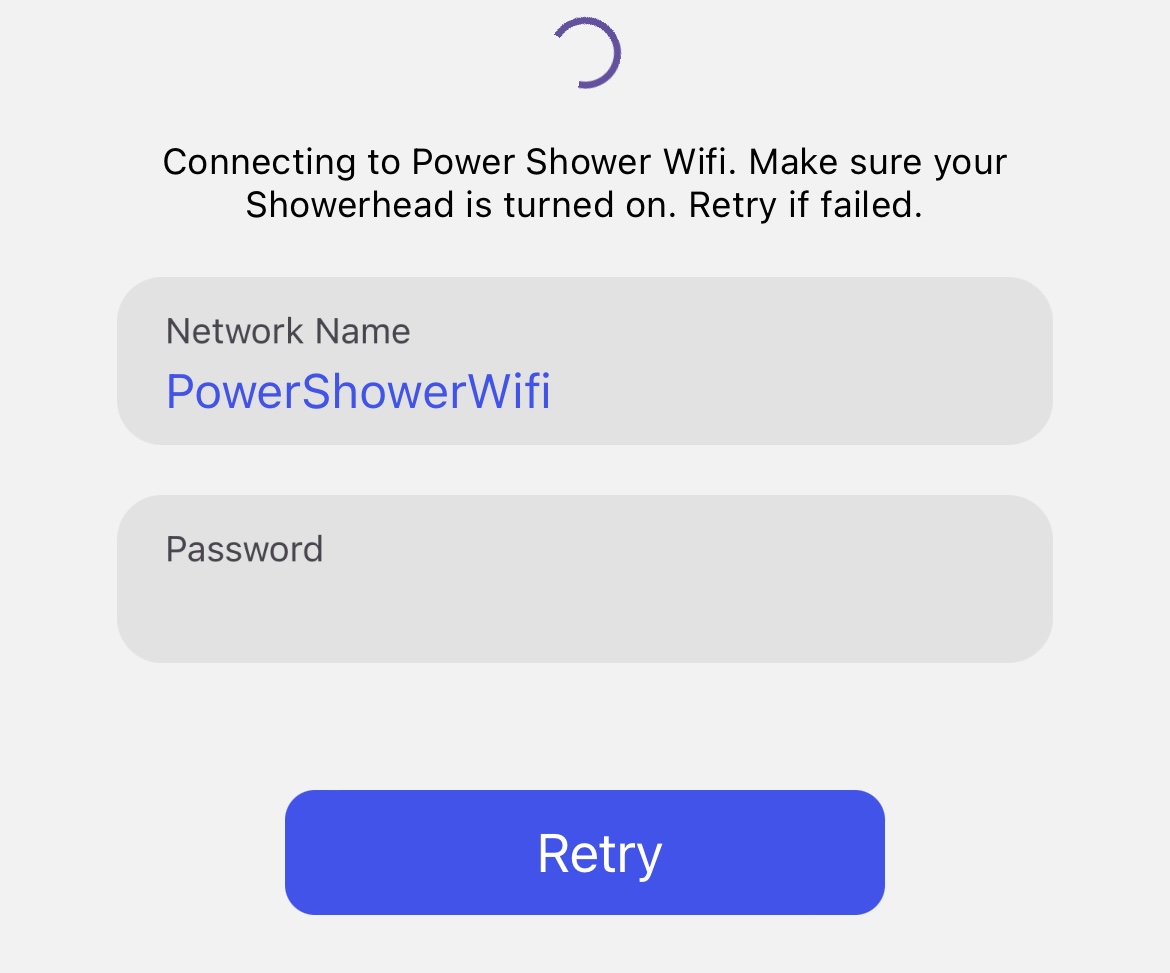 Connecting to Power Shower Wifi. Make sure your
Showerhead is turned on. Retry if failed.
Network Name
PowerShowerWifi
Password
Retry